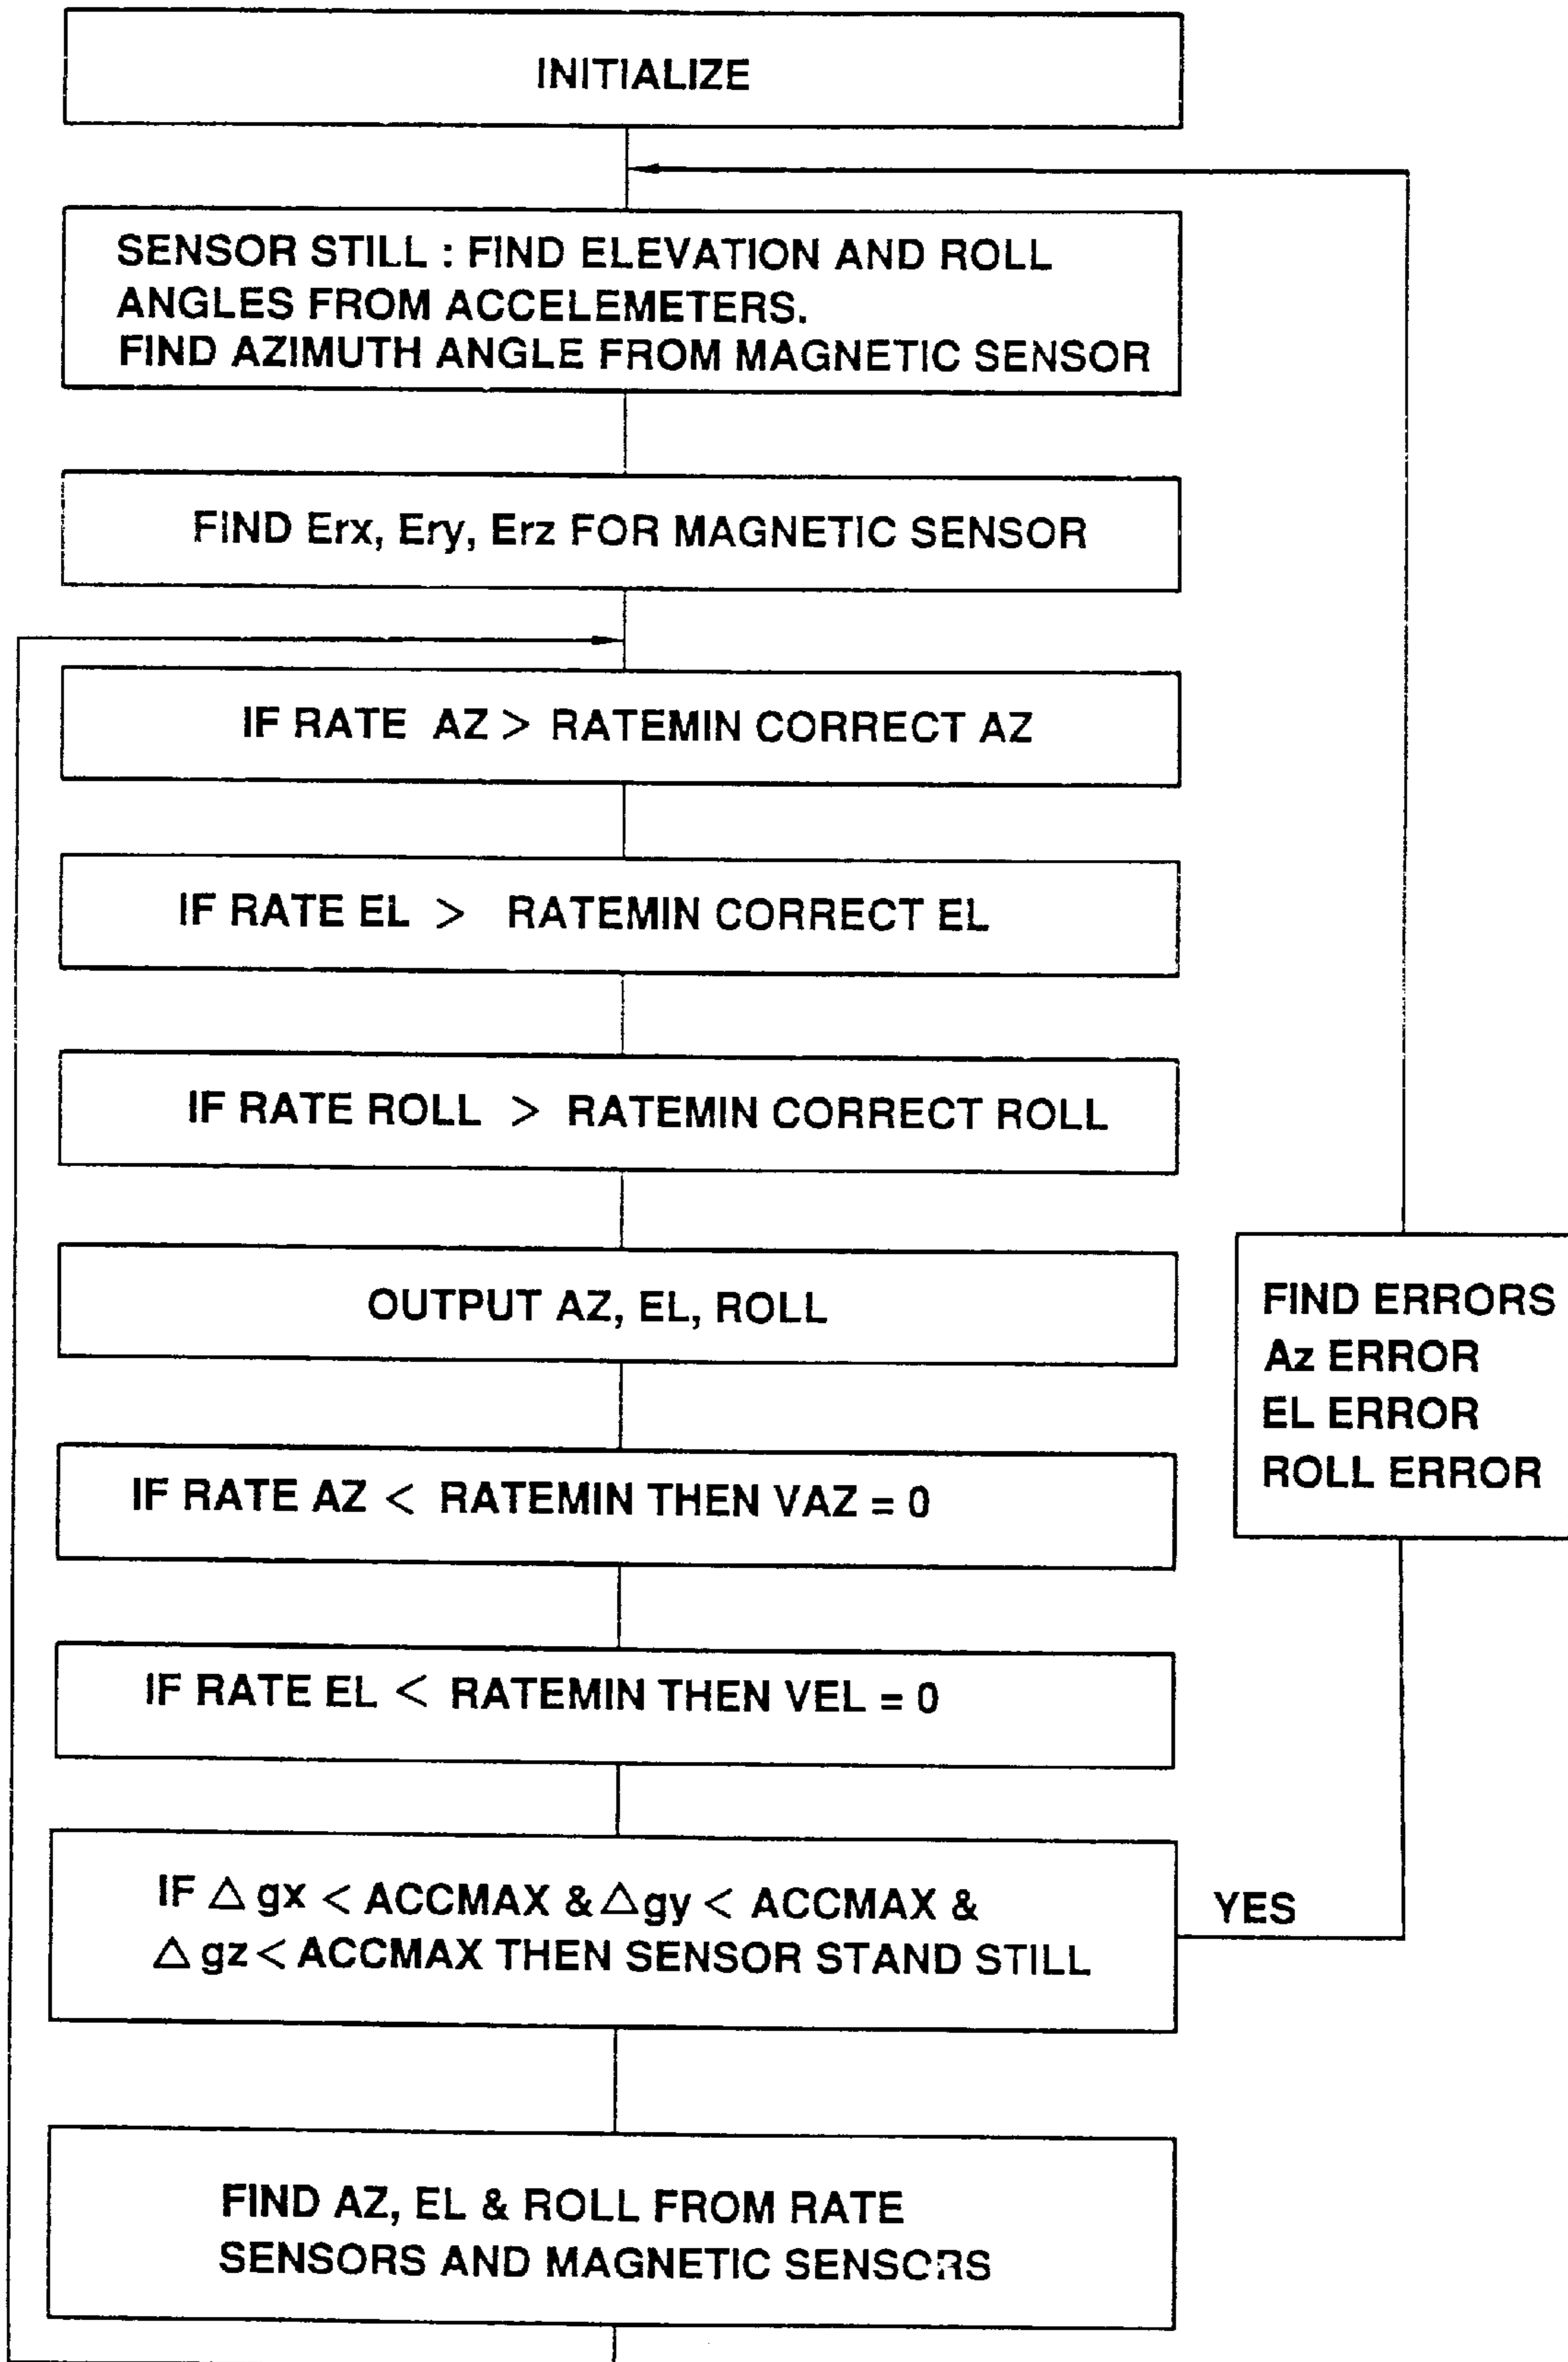 INITIALIZE
SENSOR STILL : FIND ELEVATION AND ROLL
ANGLES FROM ACCELEMETERS.
FIND AZIMUTH ANGLE FROM MAGNETIC SENSOR
FIND Erx, Ery, Erz FOR MAGNETIC SENSOR
IF RATE AZ > RATEMIN CORRECT AZ
IF RATE EL > RATEMIN CORRECT EL
IF RATE ROLL > RATEMIN CORRECT ROLL
OUTPUT AZ, EL, ROLL
FIND ERRORS
Az ERROR
EL ERROR
ROLL ERROR
IF RATE AZ < RATEMIN THEN VAZ = 0
IF RATE EL < RATEMIN THEN VEL = 0
IF △ gx < ACCMAX & △gy < ACCMAX &
△ gz < ACCMAX THEN SENSOR STAND STILL
YES
FIND AZ, EL & ROLL FROM RATE
SENSORS AND MAGNETIC SENSORS